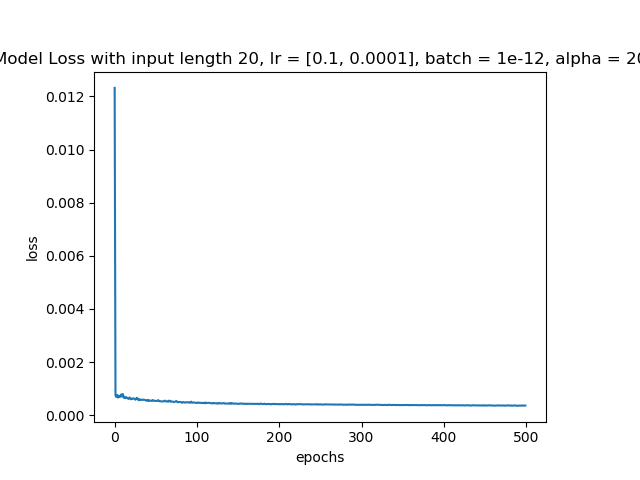 Model Loss with input length 20, lr = [0.1, 0.0001], batch = 1e-12, alpha = 20
0.012
0.010
0.008
0.006
0.004
0.002
0.000
loss
0 100 200 300 400 500
epochs